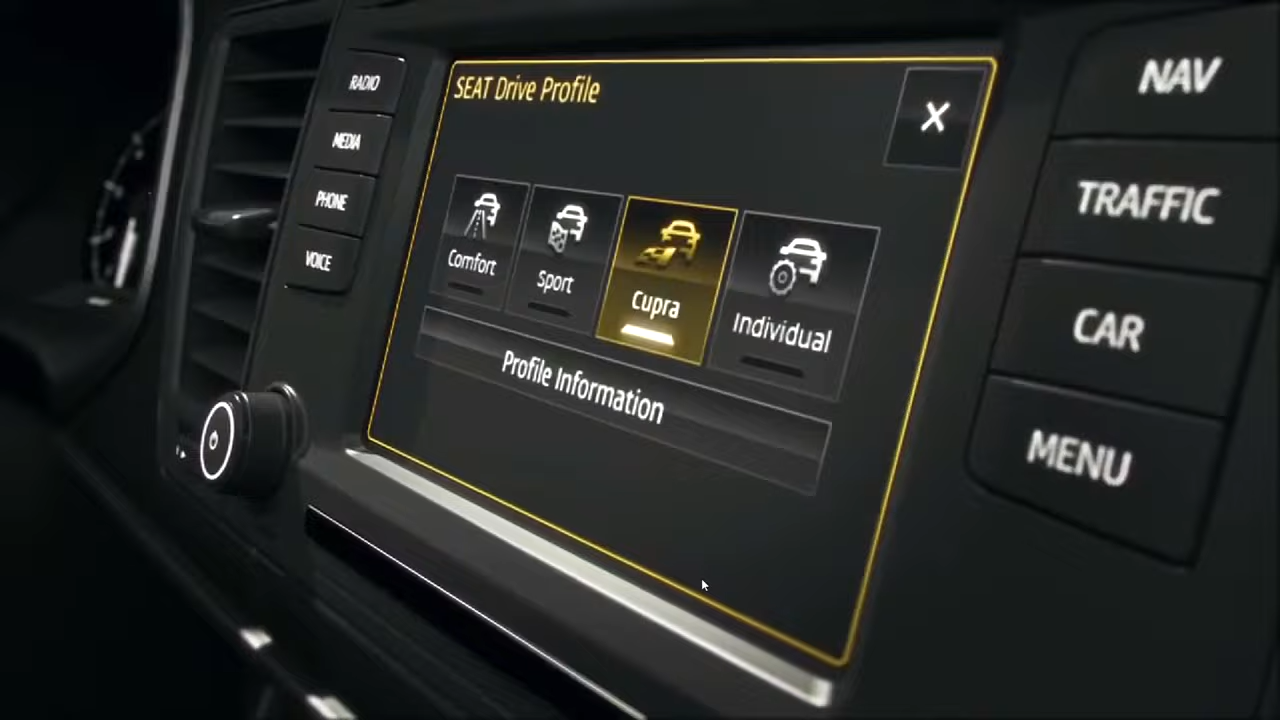 RADIO
MEDIA
PHONE
VOICE
SEAT Drive Profile
X
Comfort
Sport
Cupra
Individual
Profile Information
NAV
TRAFFIC
CAR
MENU